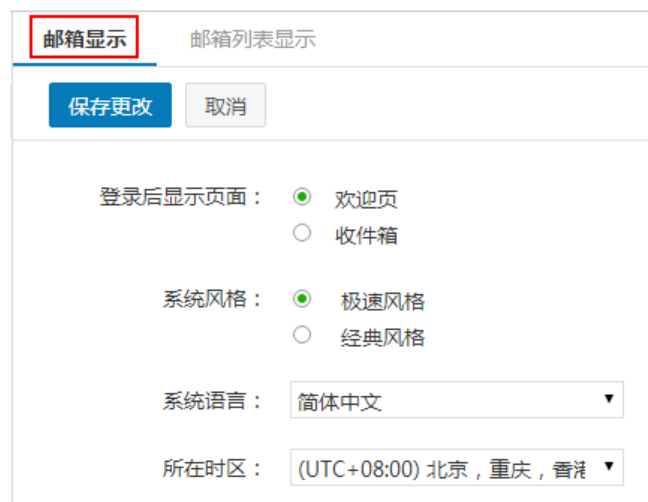 邮箱显示 邮箱列表显示
保存更改 取消
登录后显示页面： 欢迎页
收件箱
系统风格： 极速风格
经典风格
系统语言： 简体中文
所在时区： (UTC+08:00) 北京，重庆，香港